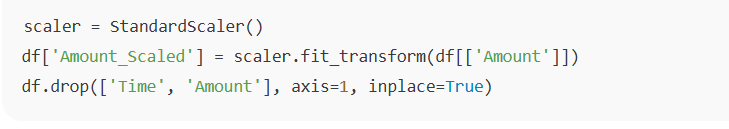 scaler = StandardScaler()
df['Amount_Scaled'] = scaler.fit_transform(df[['Amount']])
df.drop(['Time', 'Amount'], axis=1, inplace=True)